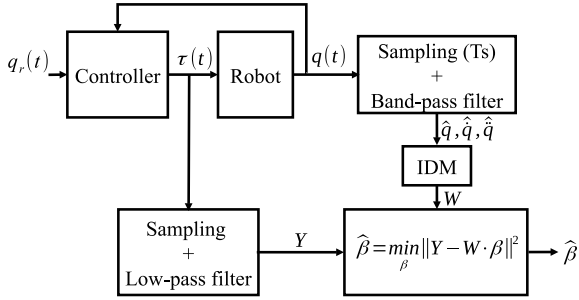 q_r(t)
Controller
τ(t)
Robot
q(t)
Sampling (Ts)
+
Band-pass filter
q̂, q̇̂, q̈̂
IDM
W
Sampling
+
Low-pass filter
Y
β̂ = min_β ||Y − W · β||²
β̂